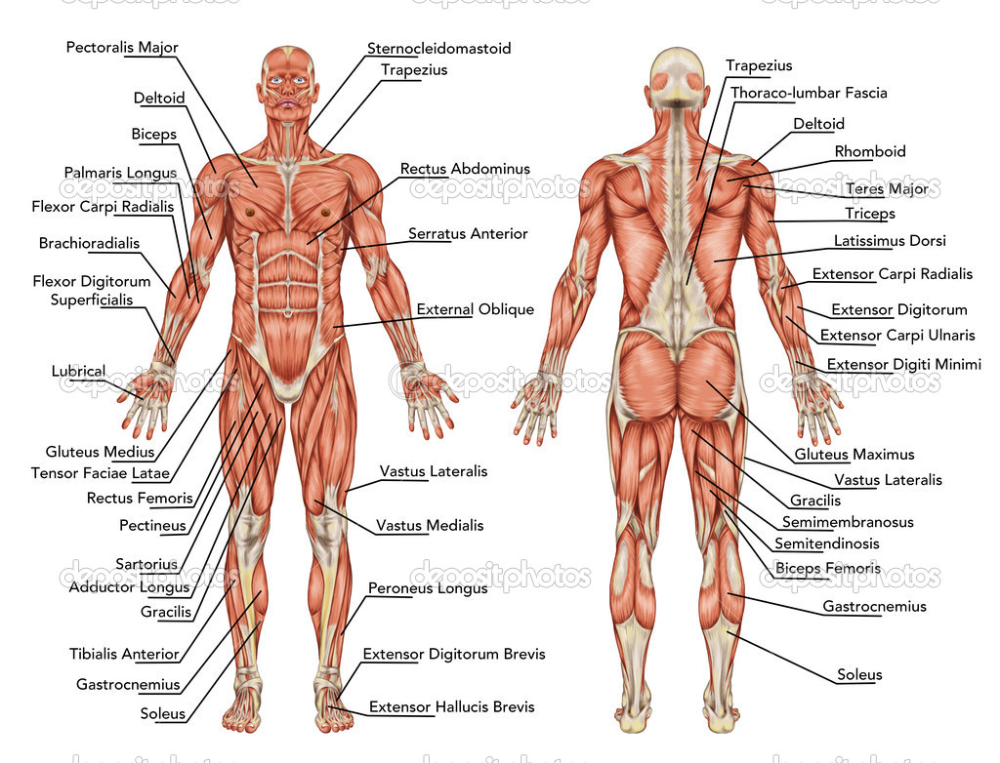 Pectoralis Major
Deltoid
Biceps
Palmaris Longus
Flexor Carpi Radialis
Brachioradialis
Flexor Digitorum
Superficialis
Lubrical
Gluteus Medius
Tensor Faciae Latae
Rectus Femoris
Pectineus
Sartorius
Adductor Longus
Gracilis
Tibialis Anterior
Gastrocnemius
Soleus
Sternocleidomastoid
Trapezius
Rectus Abdominus
Serratus Anterior
External Oblique
Vastus Lateralis
Vastus Medialis
Peroneus Longus
Extensor Digitorum Brevis
Extensor Hallucis Brevis
Trapezius
Thoraco-lumbar Fascia
Deltoid
Rhomboid
Teres Major
Triceps
Latissimus Dorsi
Extensor Carpi Radialis
Extensor Digitorum
Extensor Carpi Ulnaris
Extensor Digiti Minimi
Gluteus Maximus
Vastus Lateralis
Gracilis
Semimembranosus
Semitendinosis
Biceps Femoris
Gastrocnemius
Soleus
depositphotos
depositphotos
depositphotos
depositphotos
depositphotos
depositphotos
depositphotos
depositphotos
depositphotos